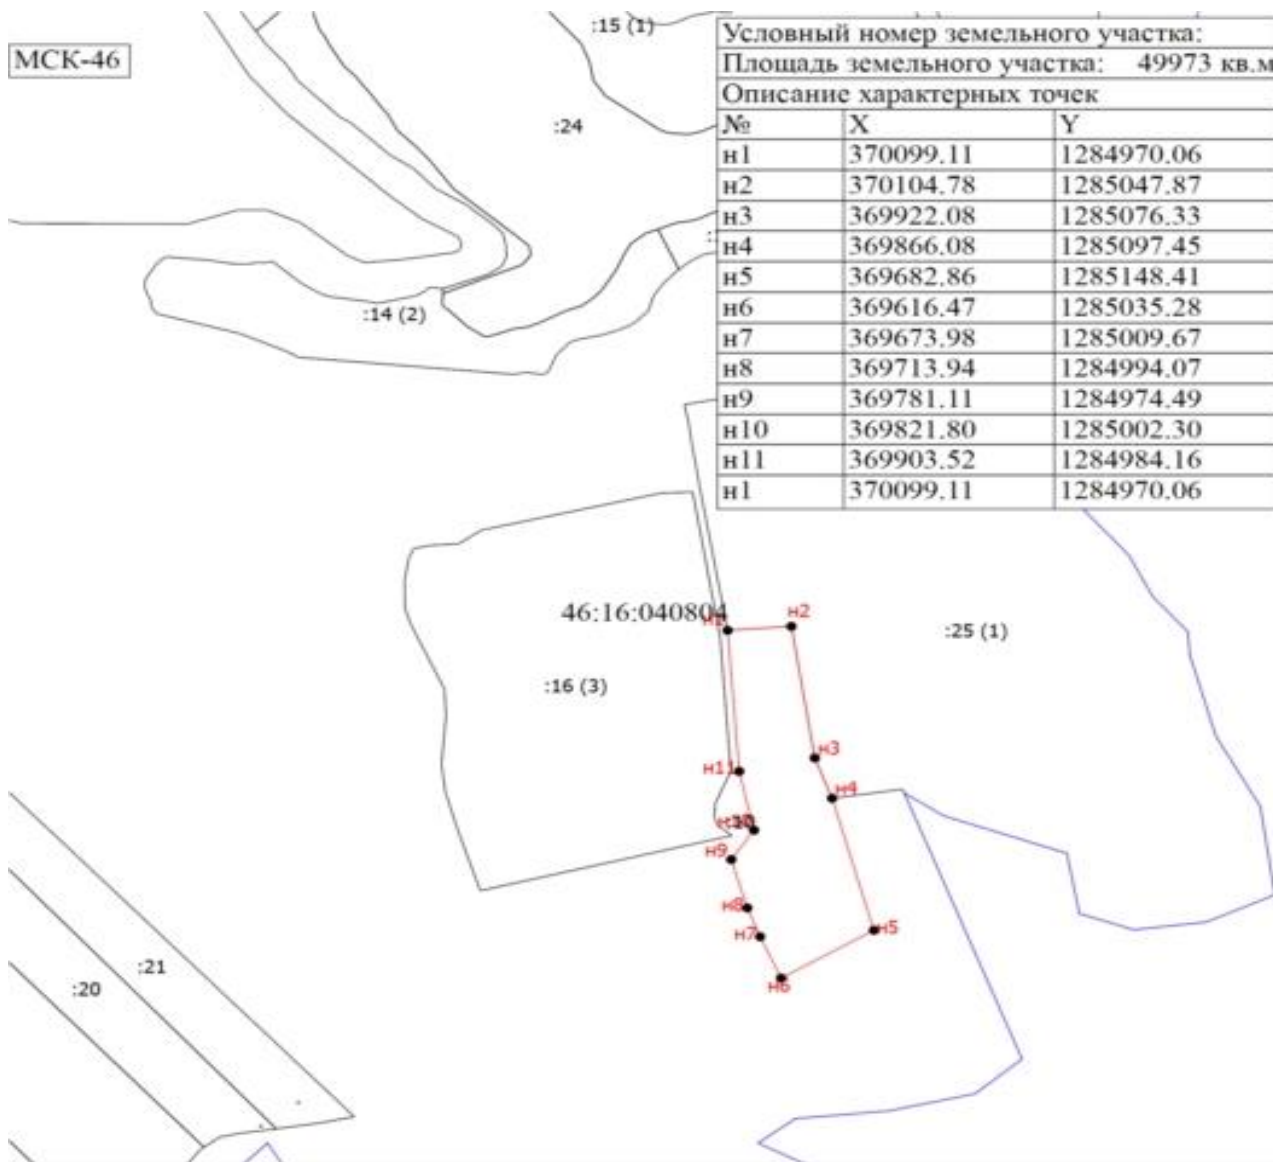 :15 (1)
МСК-46
Условный номер земельного участка:
Площадь земельного участка: 49973 кв.м
Описание характерных точек
№ X Y
н1 370099.11 1284970.06
н2 370104.78 1285047.87
н3 369922.08 1285076.33
н4 369866.08 1285097.45
н5 369682.86 1285148.41
н6 369616.47 1285035.28
н7 369673.98 1285009.67
н8 369713.94 1284994.07
н9 369781.11 1284974.49
н10 369821.80 1285002.30
н11 369903.52 1284984.16
н1 370099.11 1284970.06
:24
:14 (2)
46:16:040804
н2
:25 (1)
:16 (3)
н3
н11
н4
н9
н8
н5
н7
н6
:21
:20